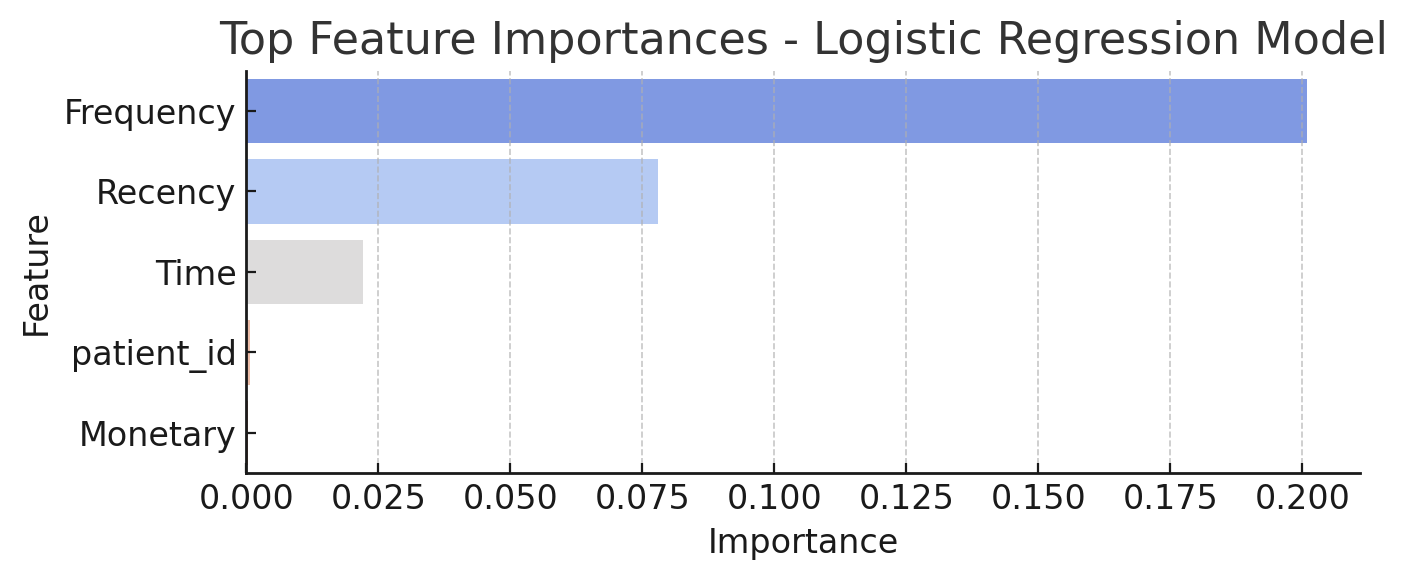 Top Feature Importances - Logistic Regression Model
Frequency
Recency
Time
patient_id
Monetary
Feature
0.000 0.025 0.050 0.075 0.100 0.125 0.150 0.175 0.200
Importance